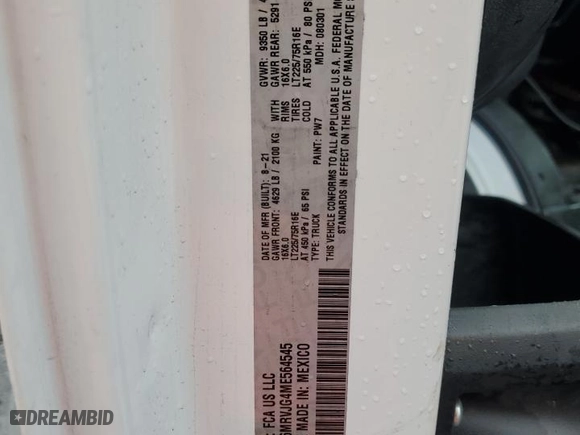 FCA US LLC
DATE OF MFR (BUILT): 8-21
GVWR: 9350 LB /
GAWR FRONT: 4629 LB / 2100 KG
WITH
GAWR REAR: 5291
16X6.0
RIMS
16X6.0
LT225/75R16E
TIRES
LT225/75R16E
AT 450 kPa / 65 PSI
COLD
AT 550 kPa / 80 PSI
TYPE: TRUCK
PAINT: PW7
MDH: 080301
THIS VEHICLE CONFORMS TO ALL APPLICABLE U.S.A. FEDERAL
STANDARDS IN EFFECT ON THE DATE OF MANUFACTURE
MRWJG4ME564545
MADE IN: MEXICO
DREAMBID
DREAMBID